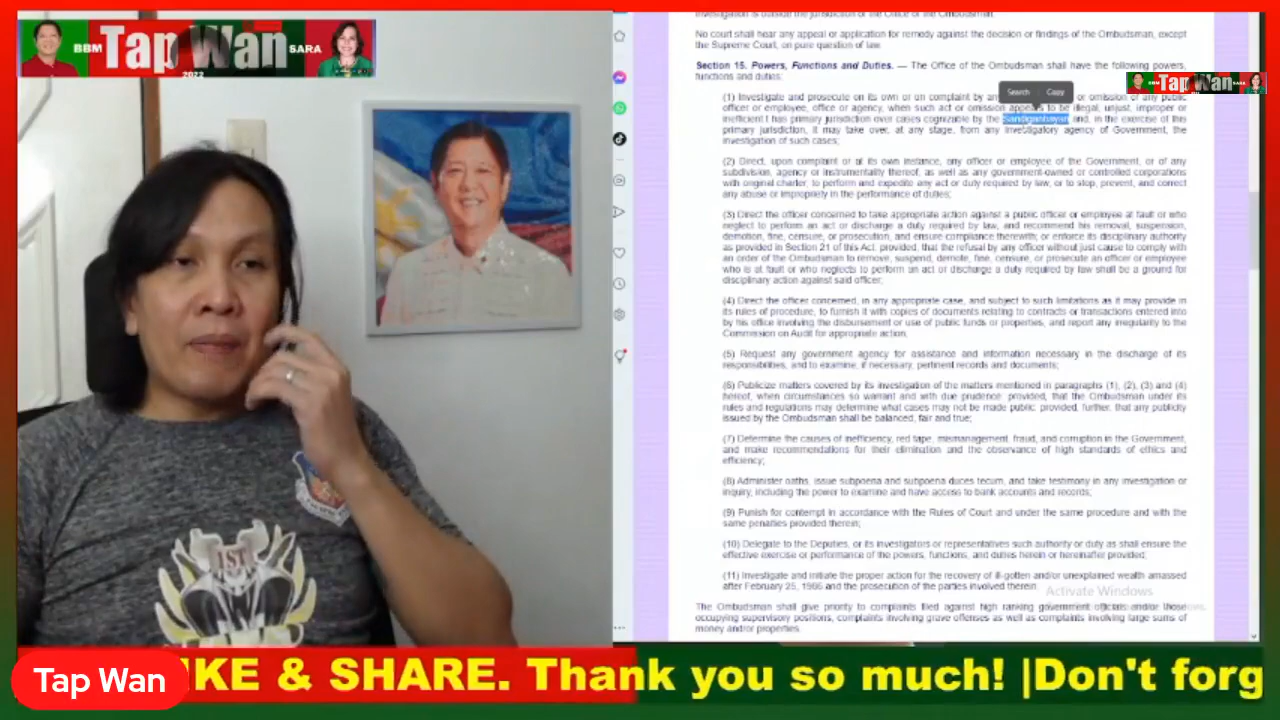 BBM Tap Wan SARA
2022
No court shall hear any appeal or application for remedy against the decision or findings of the Ombudsman, except
the Supreme Court, on pure question of law.
Section 15. Powers, Functions and Duties. — The Office of the Ombudsman shall have the following powers,
functions and duties:
Search Copy
(1) Investigate and prosecute on its own or on complaint by any or omission of any public
officer or employee, office or agency, when such act or omission appears to be illegal, unjust, improper or
inefficient. It has primary jurisdiction over cases cognizable by the Sandiganbayan and, in the exercise of this
primary jurisdiction, it may take over, at any stage, from any investigatory agency of Government, the
investigation of such cases;
(2) Direct, upon complaint or at its own instance, any officer or employee of the Government, or of any
subdivision, agency or instrumentality thereof, as well as any government-owned or controlled corporations
with original charter, to perform and expedite any act or duty required by law, or to stop, prevent, and correct
any abuse or impropriety in the performance of duties;
(3) Direct the officer concerned to take appropriate action against a public officer or employee at fault or who
neglect to perform an act or discharge a duty required by law, and recommend his removal, suspension,
demotion, fine, censure, or prosecution, and ensure compliance therewith; or enforce its disciplinary authority
as provided in Section 21 of this Act: provided, that the refusal by any officer without just cause to comply with
an order of the Ombudsman to remove, suspend, demote, fine, censure, or prosecute an officer or employee
who is at fault or who neglects to perform an act or discharge a duty required by law shall be a ground for
disciplinary action against said officer;
(4) Direct the officer concerned, in any appropriate case, and subject to such limitations as it may provide in
its rules of procedure, to furnish it with copies of documents relating to contracts or transactions entered into
by his office involving the disbursement or use of public funds or properties, and report any irregularity to the
Commission on Audit for appropriate action;
(5) Request any government agency for assistance and information necessary in the discharge of its
responsibilities, and to examine, if necessary, pertinent records and documents;
(6) Publicize matters covered by its investigation of the matters mentioned in paragraphs (1), (2), (3) and (4)
hereof, when circumstances so warrant and with due prudence: provided, that the Ombudsman under its
rules and regulations may determine what cases may not be made public: provided, further, that any publicity
issued by the Ombudsman shall be balanced, fair and true;
(7) Determine the causes of inefficiency, red tape, mismanagement, fraud, and corruption in the Government,
and make recommendations for their elimination and the observance of high standards of ethics and
efficiency;
(8) Administer oaths, issue subpoena and subpoena duces tecum, and take testimony in any investigation or
inquiry, including the power to examine and have access to bank accounts and records;
(9) Punish for contempt in accordance with the Rules of Court and under the same procedure and with the
same penalties provided therein;
(10) Delegate to the Deputies, or its investigators or representatives such authority or duty as shall ensure the
effective exercise or performance of the powers, functions, and duties herein or hereinafter provided;
(11) Investigate and initiate the proper action for the recovery of ill-gotten and/or unexplained wealth amassed
after February 25, 1986 and the prosecution of the parties involved therein.
Activate Windows
The Ombudsman shall give priority to complaints filed against high ranking government officials and/or those
occupying supervisory positions, complaints involving grave offenses as well as complaints involving large sums of
money and/or properties.
Tap Wan
1ST
Tap Wan
IKE & SHARE. Thank you so much! |Don't forg